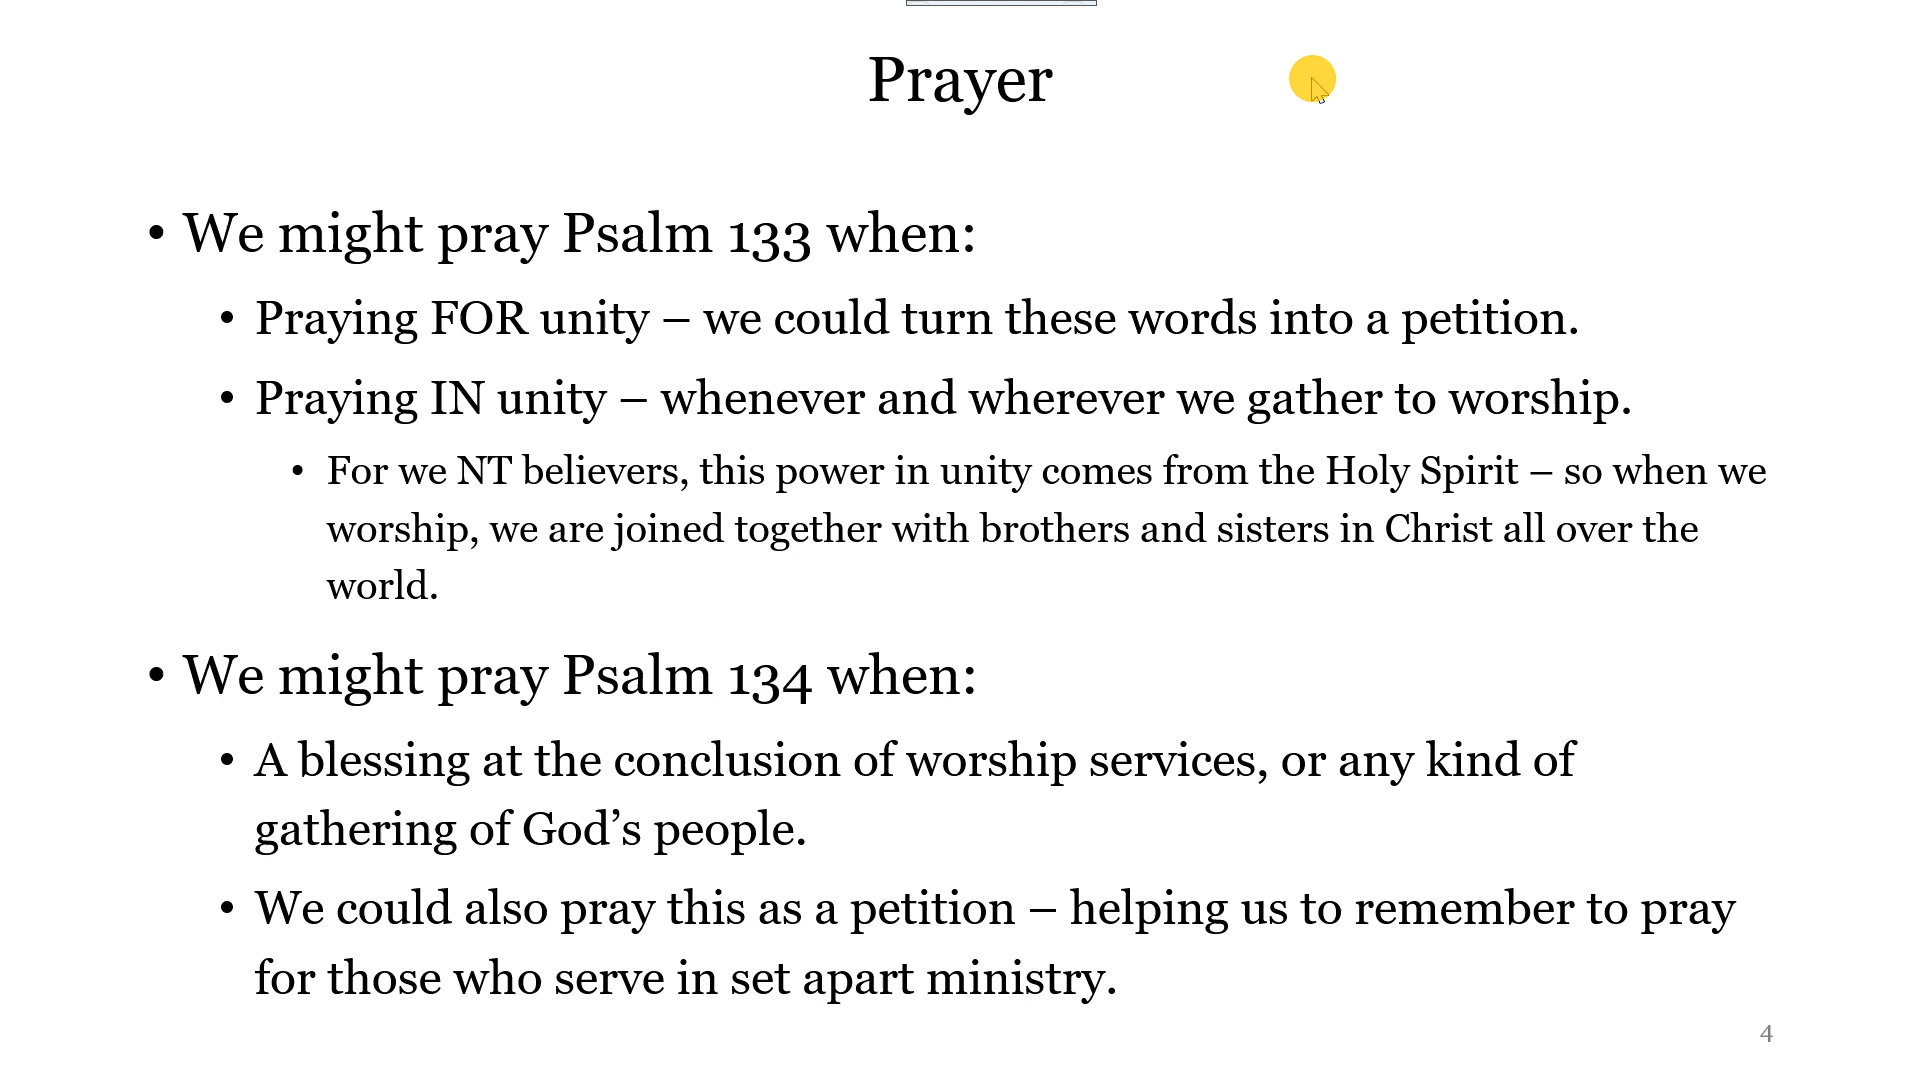 Prayer
• We might pray Psalm 133 when:
• Praying FOR unity – we could turn these words into a petition.
• Praying IN unity – whenever and wherever we gather to worship.
• For we NT believers, this power in unity comes from the Holy Spirit – so when we
worship, we are joined together with brothers and sisters in Christ all over the
world.
• We might pray Psalm 134 when:
• A blessing at the conclusion of worship services, or any kind of
gathering of God’s people.
• We could also pray this as a petition – helping us to remember to pray
for those who serve in set apart ministry.
4